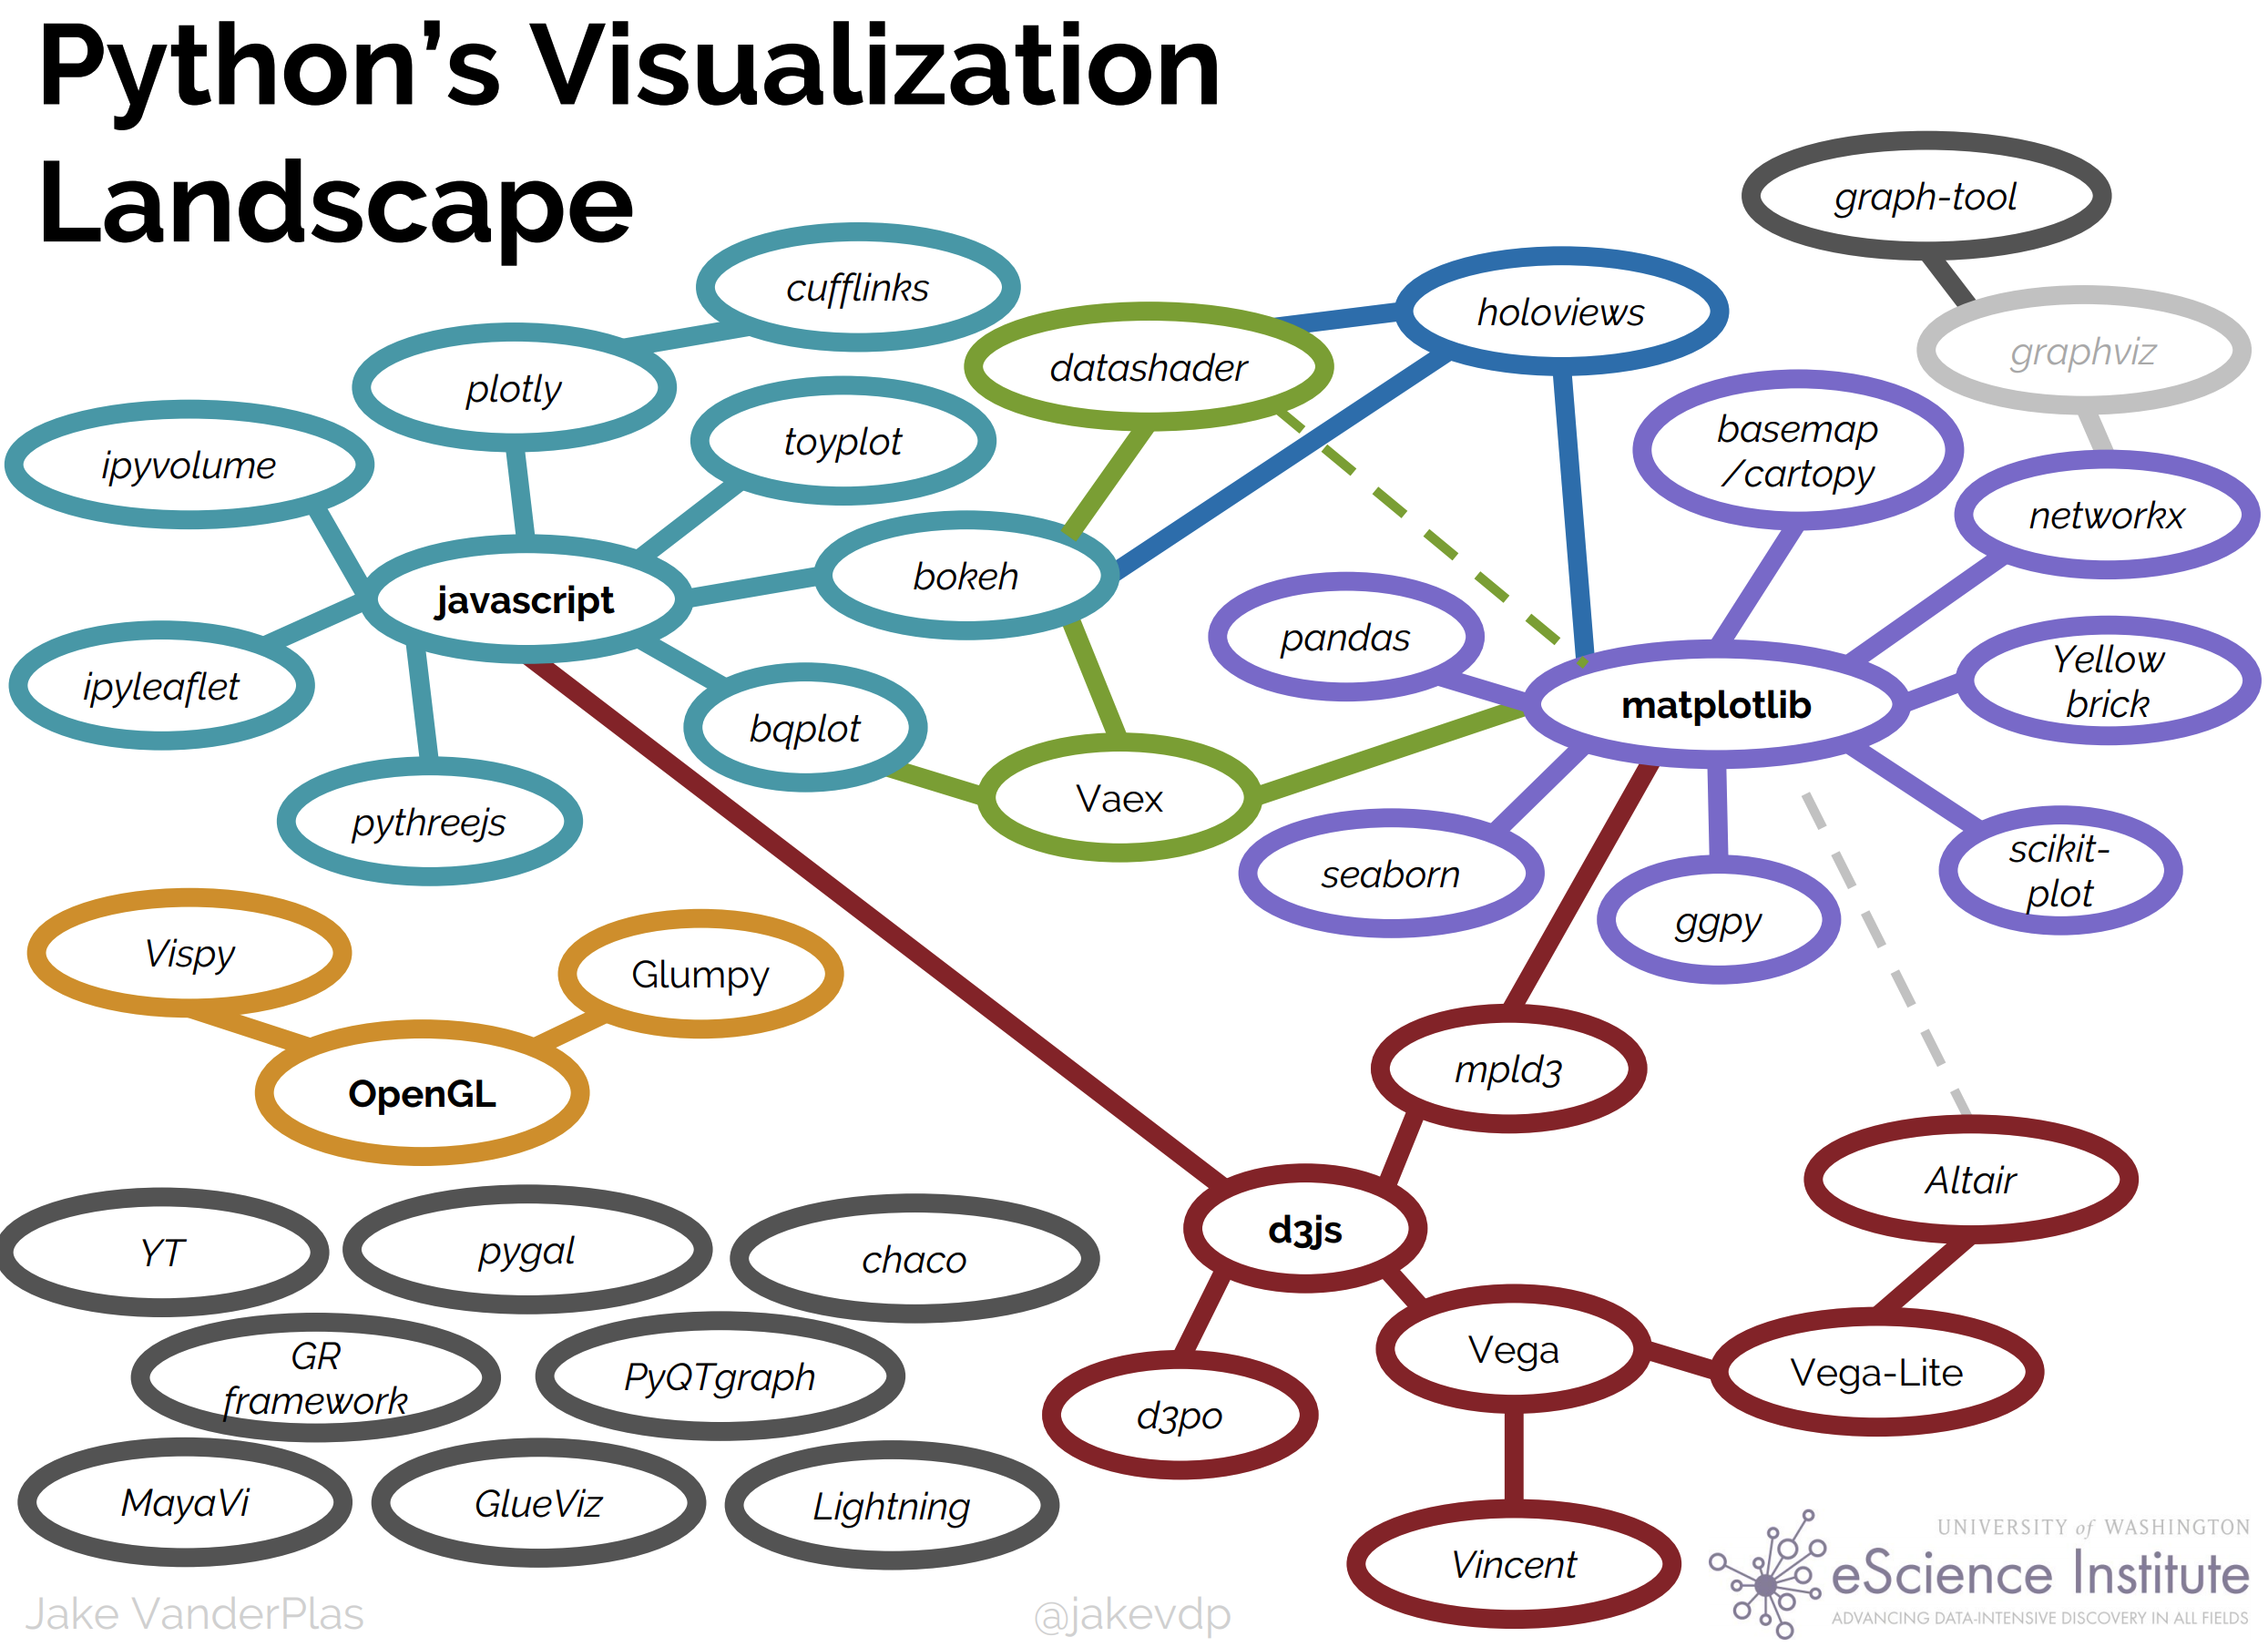 Python’s Visualization
Landscape
graph-tool
cufflinks
holoviews
graphviz
datashader
plotly
basemap
/cartopy
toyplot
ipyvolume
networkx
bokeh
javascript
pandas
Yellow
brick
ipyleaflet
matplotlib
bqplot
Vaex
pythreejs
seaborn
scikit-
plot
ggpy
Vispy
Glumpy
mpld3
OpenGL
Altair
d3js
YT
pygal
chaco
Vega
Vega-Lite
GR
framework
PyQTgraph
d3po
MayaVi
GlueViz
Lightning
Vincent
UNIVERSITY of WASHINGTON
eScience Institute
ADVANCING DATA-INTENSIVE DISCOVERY IN ALL FIELDS
Jake VanderPlas
@jakevdp